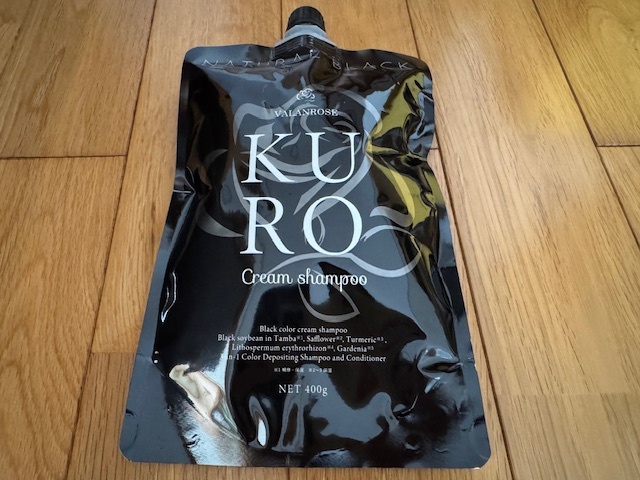 NATURAL BLACK
VALANROSE
KU
RO
Cream shampoo
Black color cream shampoo
Black soybean in Tamba※1, Safflower※2, Turmeric※3,
Lithospermum erythrorhizon※4, Gardenia※5
in-1 Color Depositing Shampoo and Conditioner
NET 400g